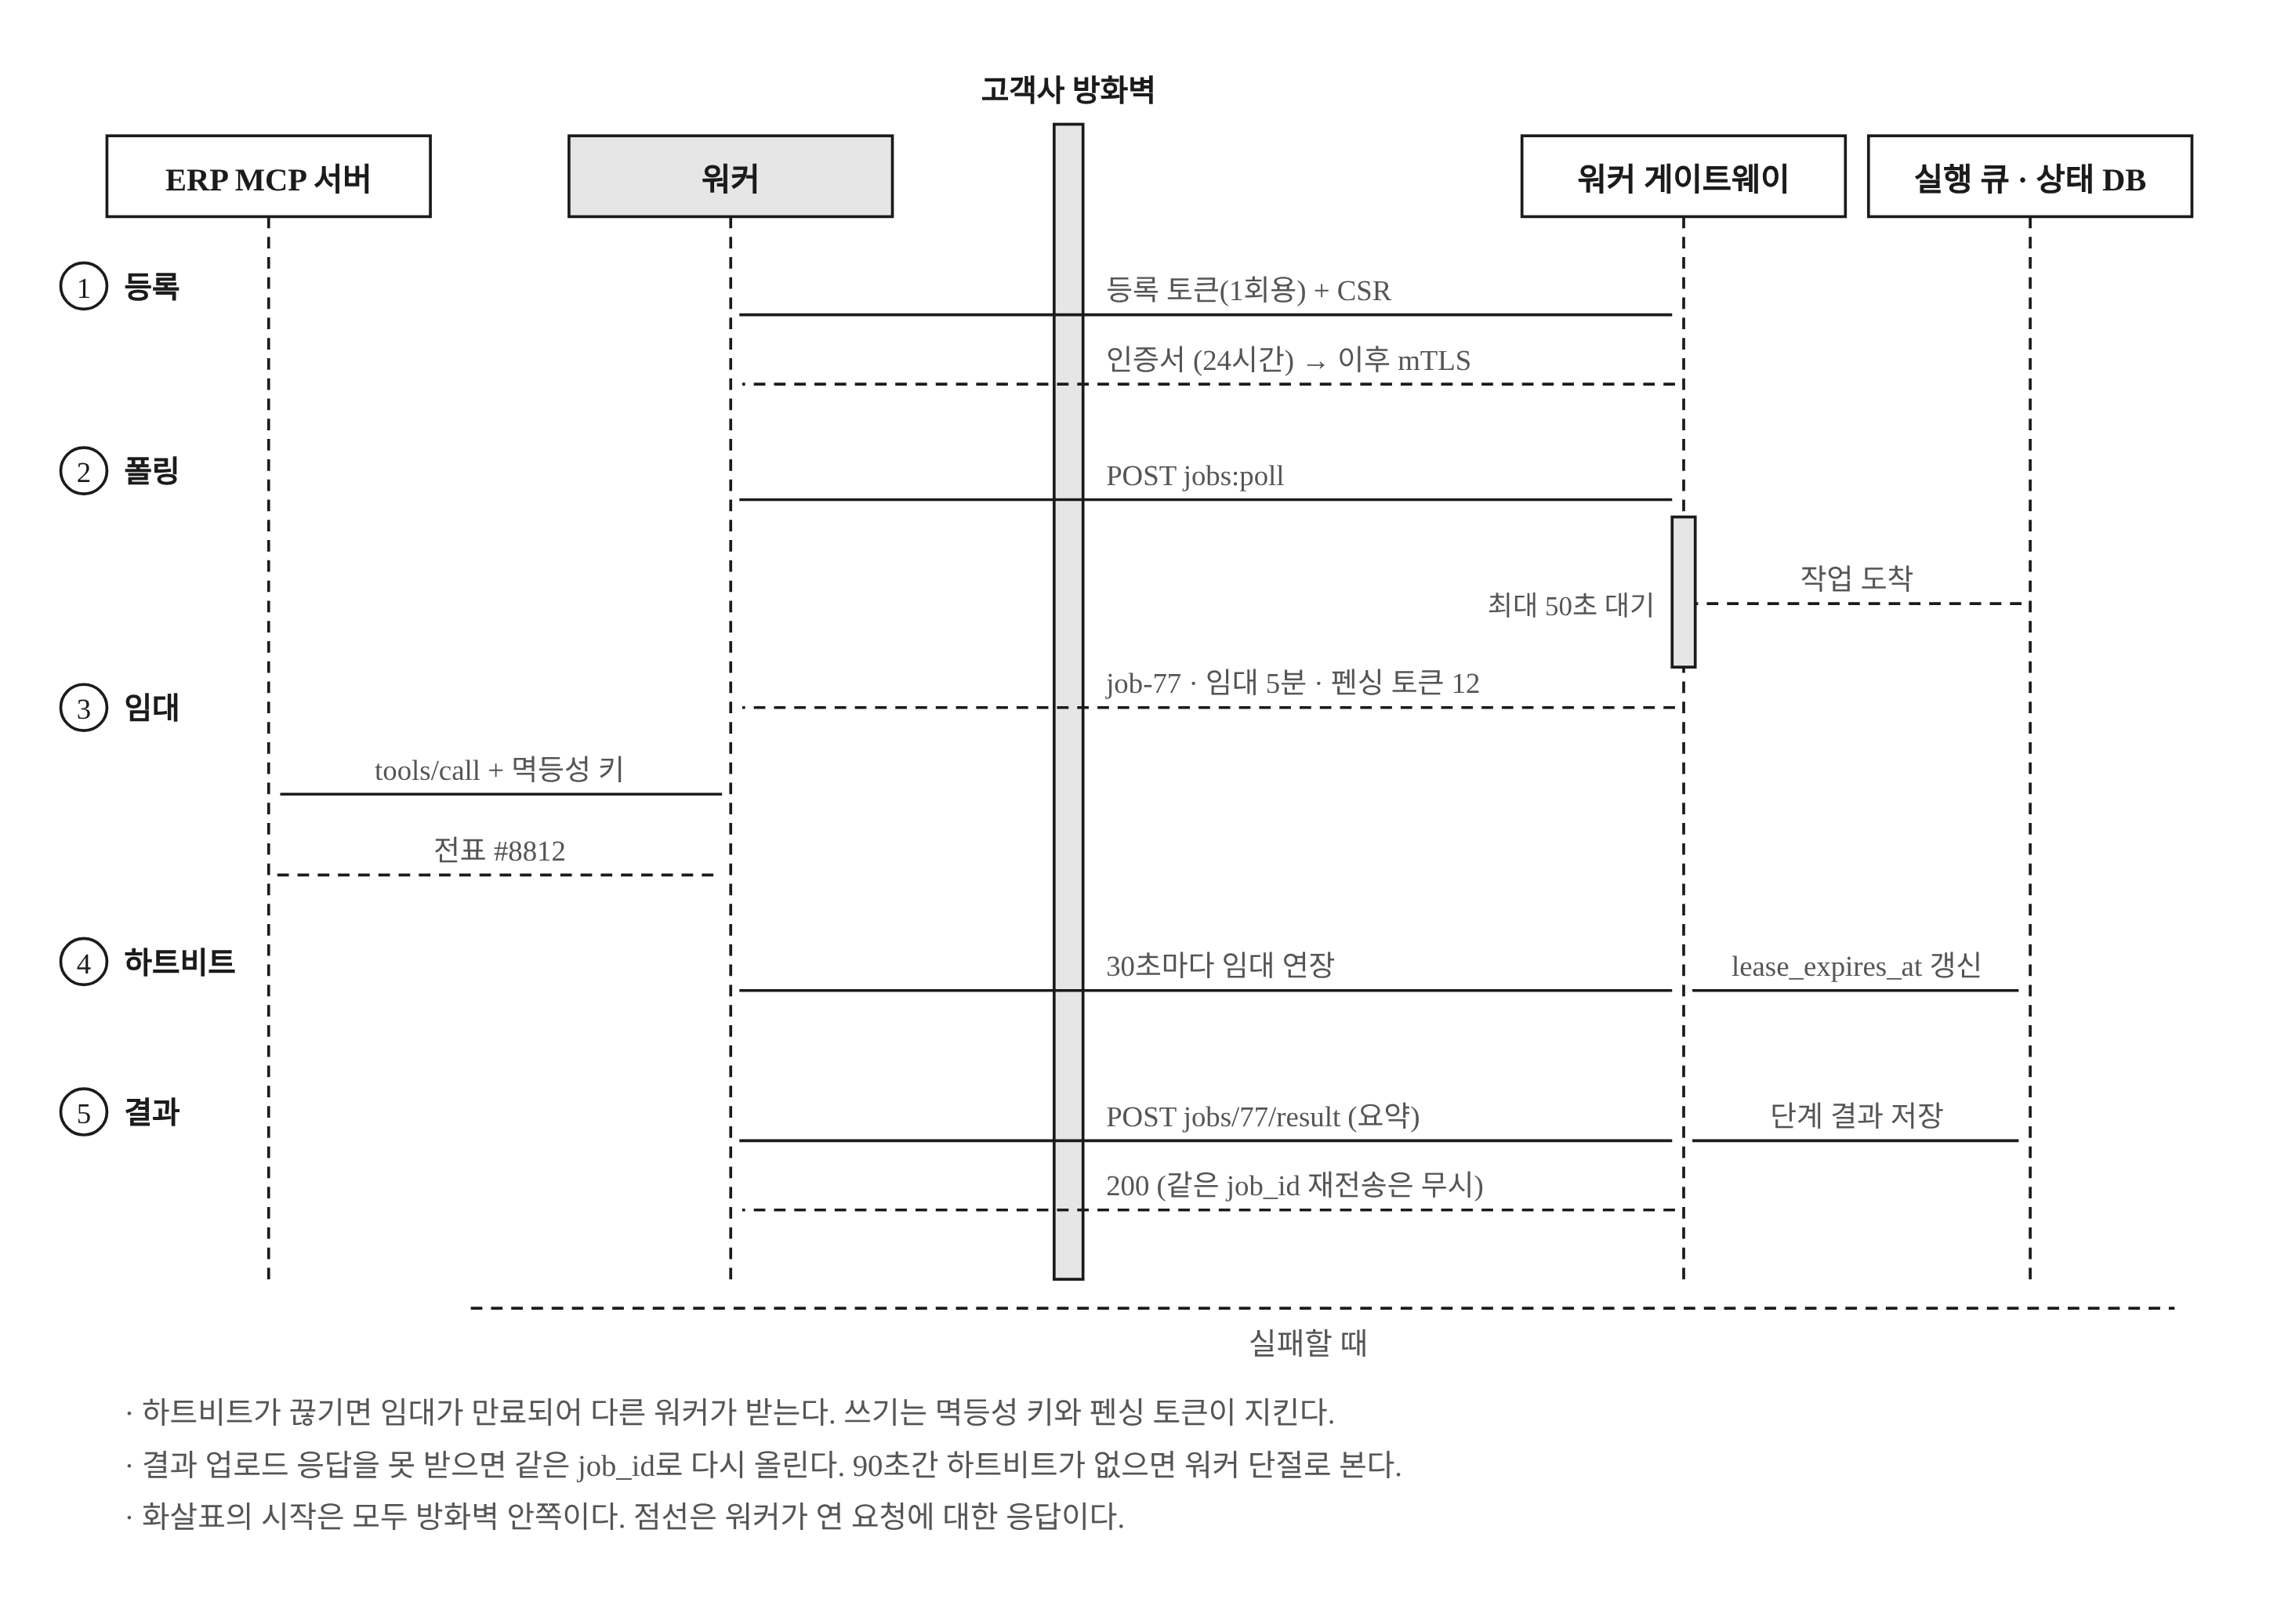 고객사 방화벽
ERP MCP 서버
워커
워커 게이트웨이
실행 큐 · 상태 DB
1 등록
등록 토큰(1회용) + CSR
인증서 (24시간) → 이후 mTLS
2 폴링
POST jobs:poll
작업 도착
최대 50초 대기
3 임대
job-77 · 임대 5분 · 펜싱 토큰 12
tools/call + 멱등성 키
전표 #8812
4 하트비트
30초마다 임대 연장
lease_expires_at 갱신
5 결과
POST jobs/77/result (요약)
단계 결과 저장
200 (같은 job_id 재전송은 무시)
실패할 때
· 하트비트가 끊기면 임대가 만료되어 다른 워커가 받는다. 쓰기는 멱등성 키와 펜싱 토큰이 지킨다.
· 결과 업로드 응답을 못 받으면 같은 job_id로 다시 올린다. 90초간 하트비트가 없으면 워커 단절로 본다.
· 화살표의 시작은 모두 방화벽 안쪽이다. 점선은 워커가 연 요청에 대한 응답이다.